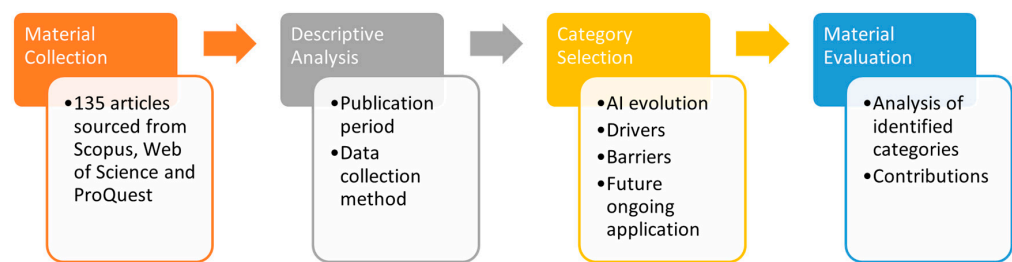 Material
Collection
•135 articles
sourced from
Scopus, Web
of Science and
ProQuest
Descriptive
Analysis
•Publication
period
•Data
collection
method
Category
Selection
•AI evolution
•Drivers
•Barriers
•Future
ongoing
application
Material
Evaluation
•Analysis of
identified
categories
•Contributions